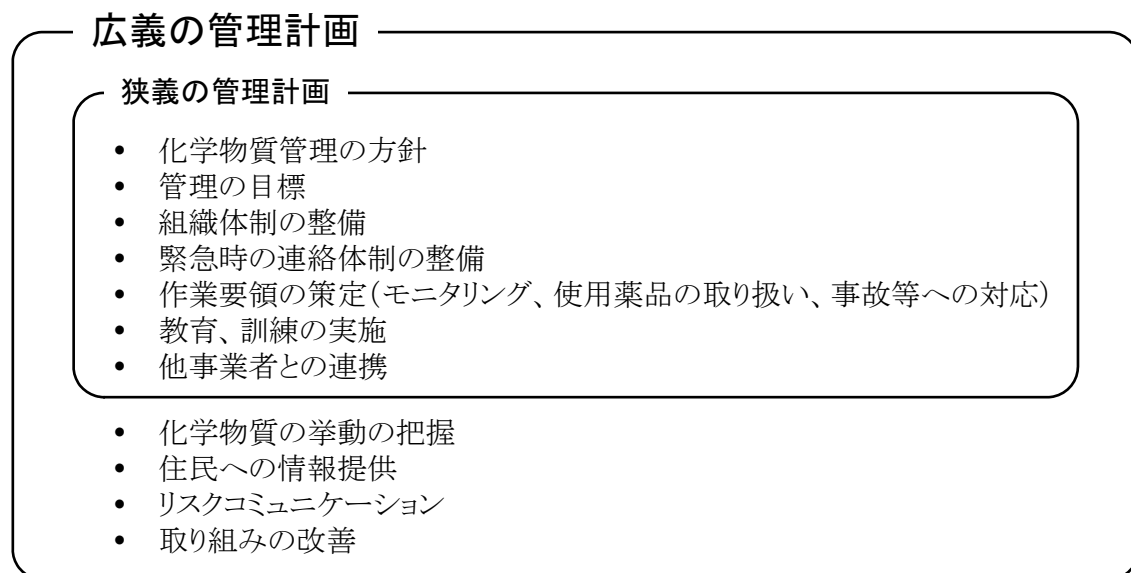 広義の管理計画
狭義の管理計画
• 化学物質管理の方針
• 管理の目標
• 組織体制の整備
• 緊急時の連絡体制の整備
• 作業要領の策定(モニタリング、使用薬品の取り扱い、事故等への対応)
• 教育、訓練の実施
• 他事業者との連携
• 化学物質の挙動の把握
• 住民への情報提供
• リスクコミュニケーション
• 取り組みの改善